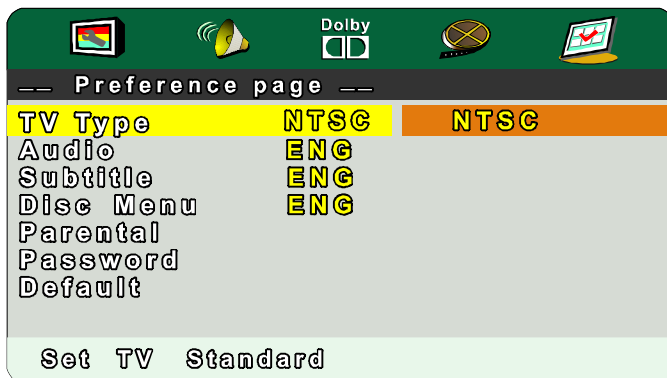 Dolby
-- Preference page --
TV Type NTSC NTSC
Audio ENG
Subtitle ENG
Disc Menu ENG
Parental
Password
Default
Set TV Standard